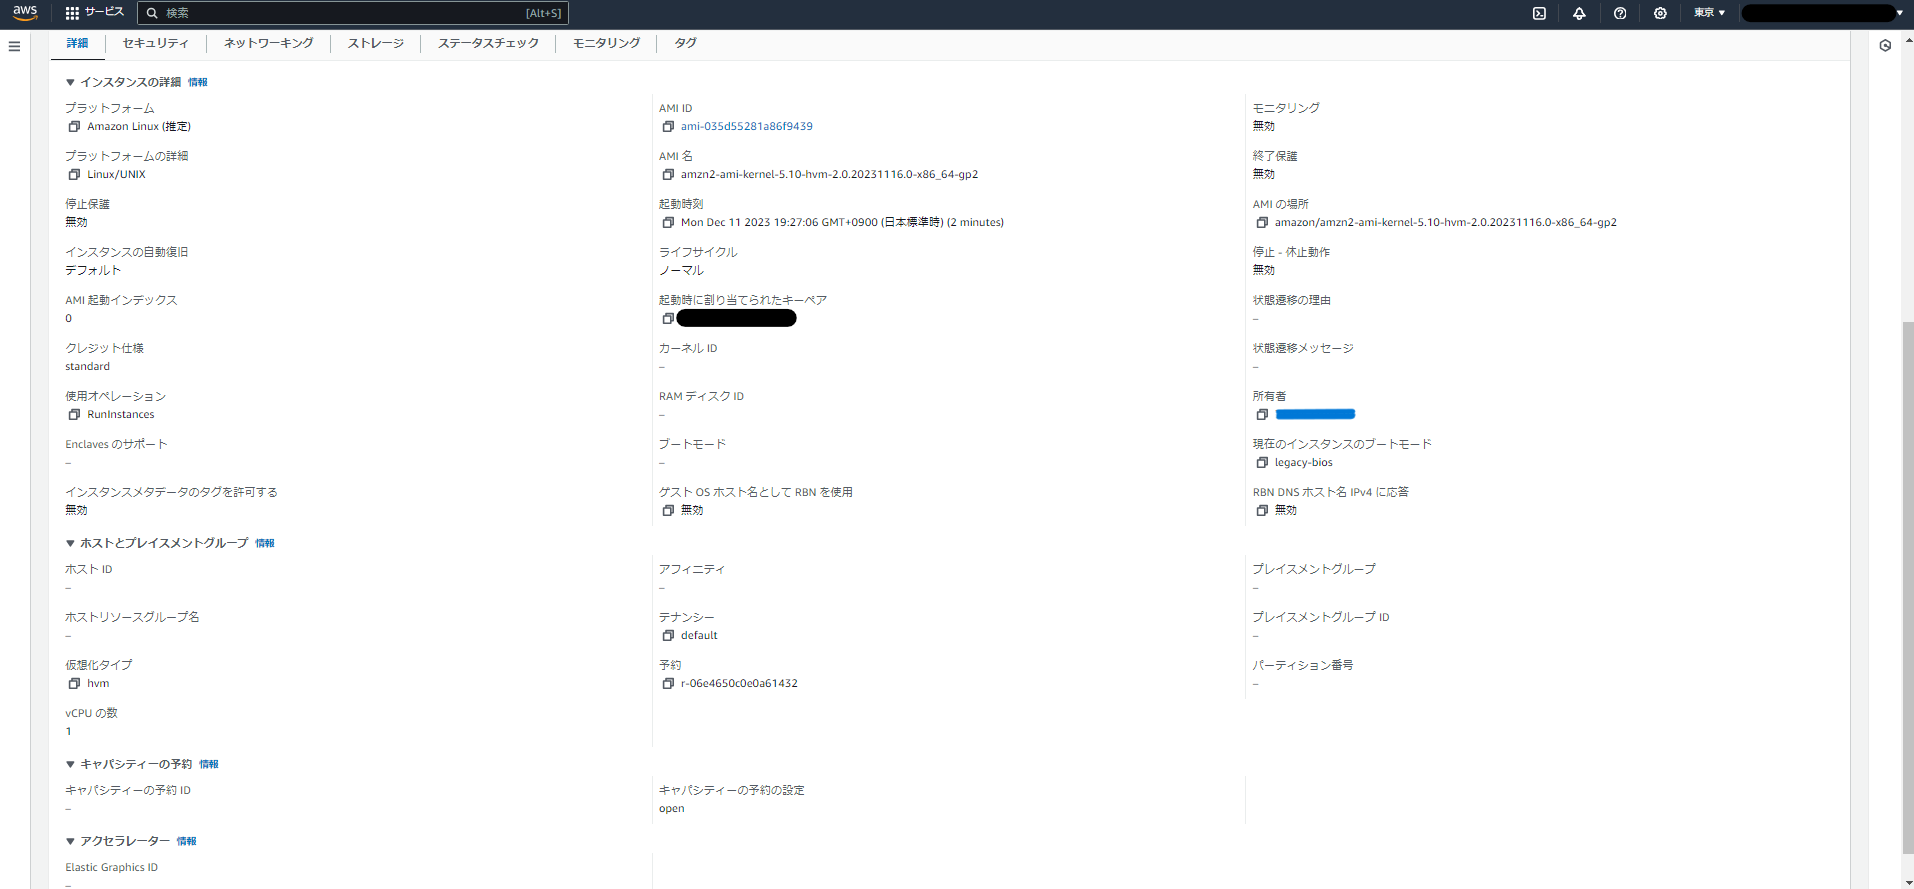 aws
サービス
検索
[Alt+S]
東京
詳細
セキュリティ
ネットワーキング
ストレージ
ステータスチェック
モニタリング
タグ
インスタンスの詳細 情報
プラットフォーム
Amazon Linux (推定)
AMI ID
ami-035d55281a86f9439
モニタリング
無効
プラットフォームの詳細
Linux/UNIX
AMI 名
amzn2-ami-kernel-5.10-hvm-2.0.20231116.0-x86_64-gp2
終了保護
無効
停止保護
無効
起動時刻
Mon Dec 11 2023 19:27:06 GMT+0900 (日本標準時) (2 minutes)
AMI の場所
amazon/amzn2-ami-kernel-5.10-hvm-2.0.20231116.0-x86_64-gp2
インスタンスの自動復旧
デフォルト
ライフサイクル
ノーマル
停止 - 休止動作
無効
AMI 起動インデックス
0
起動時に割り当てられたキーペア
状態遷移の理由
–
クレジット仕様
standard
カーネル ID
–
状態遷移メッセージ
–
使用オペレーション
RunInstances
RAM ディスク ID
–
所有者
Enclaves のサポート
–
ブートモード
–
現在のインスタンスのブートモード
legacy-bios
インスタンスメタデータのタグを許可する
無効
ゲスト OS ホスト名として RBN を使用
無効
RBN DNS ホスト名 IPv4 に応答
無効
ホストとプレイスメントグループ 情報
ホスト ID
–
アフィニティ
–
プレイスメントグループ
–
ホストリソースグループ名
–
テナンシー
default
プレイスメントグループ ID
–
仮想化タイプ
hvm
予約
r-06e4650c0e0a61432
パーティション番号
–
vCPU の数
1
キャパシティーの予約 情報
キャパシティーの予約 ID
–
キャパシティーの予約の設定
open
アクセラレーター 情報
Elastic Graphics ID
–